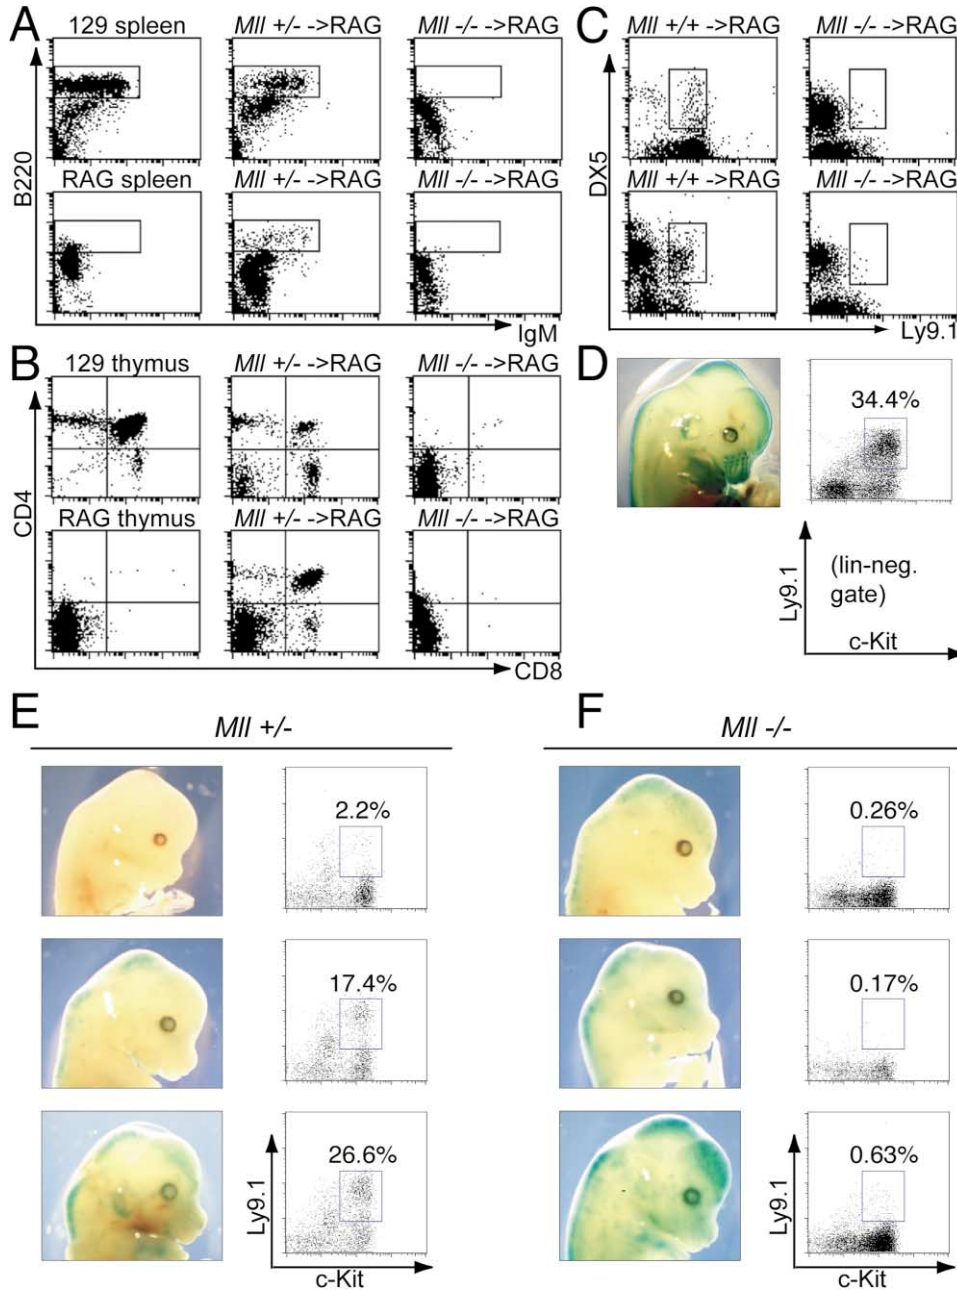 A
129 spleen
Mll +/- ->RAG
Mll -/- ->RAG
RAG spleen
Mll +/- ->RAG
Mll -/- ->RAG
B220
IgM
B
129 thymus
Mll +/- ->RAG
Mll -/- ->RAG
RAG thymus
Mll +/- ->RAG
Mll -/- ->RAG
CD4
CD8
C
Mll +/+ ->RAG
Mll -/- ->RAG
Mll +/+ ->RAG
Mll -/- ->RAG
DX5
Ly9.1
D
34.4%
Ly9.1
(lin-neg.
gate)
c-Kit
E
Mll +/-
2.2%
17.4%
26.6%
Ly9.1
c-Kit
F
Mll -/-
0.26%
0.17%
0.63%
Ly9.1
c-Kit